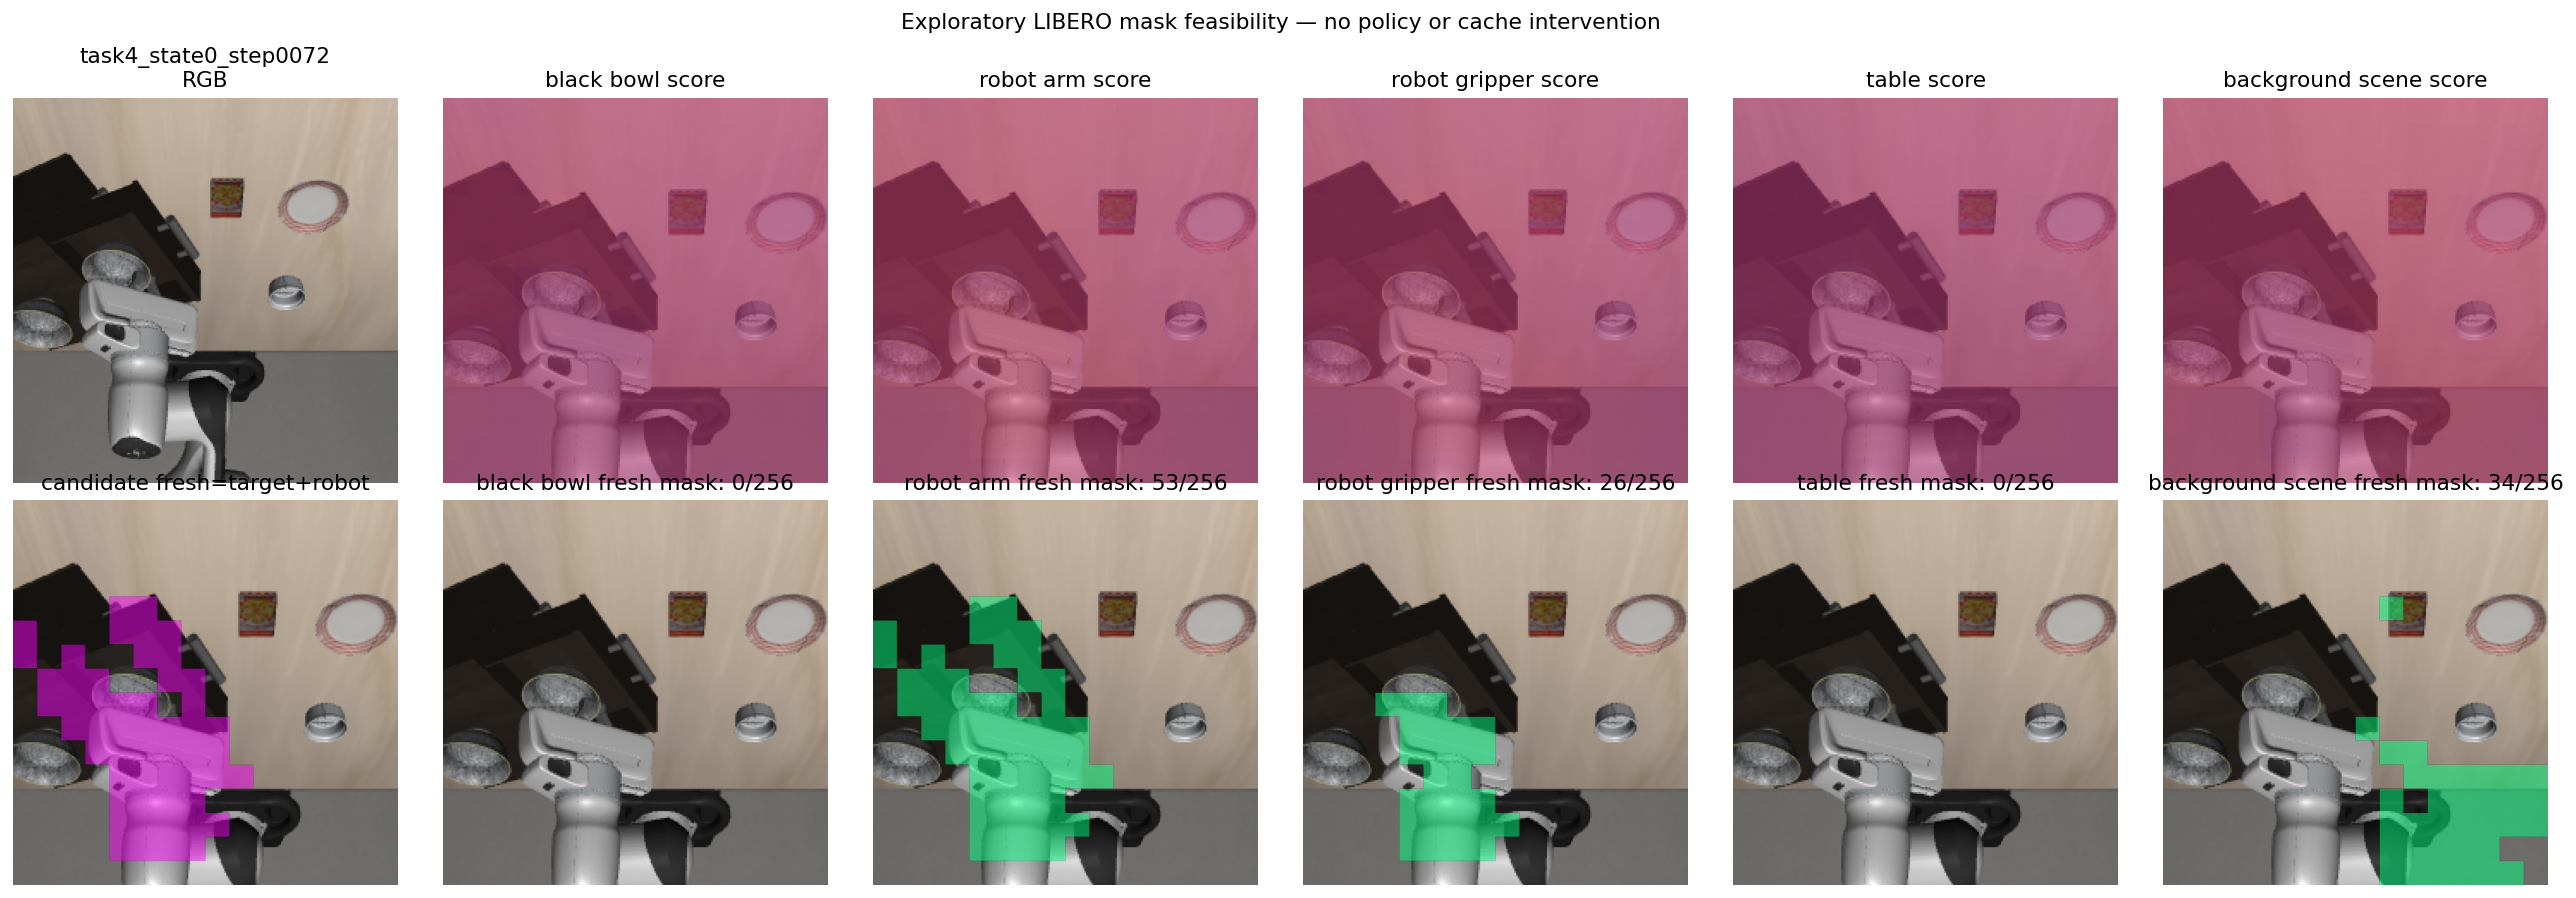 Exploratory LIBERO mask feasibility — no policy or cache intervention
task4_state0_step0072
RGB
black bowl score
robot arm score
robot gripper score
table score
background scene score
candidate fresh=target+robot
black bowl fresh mask: 0/256
robot arm fresh mask: 53/256
robot gripper fresh mask: 26/256
table fresh mask: 0/256
background scene fresh mask: 34/256